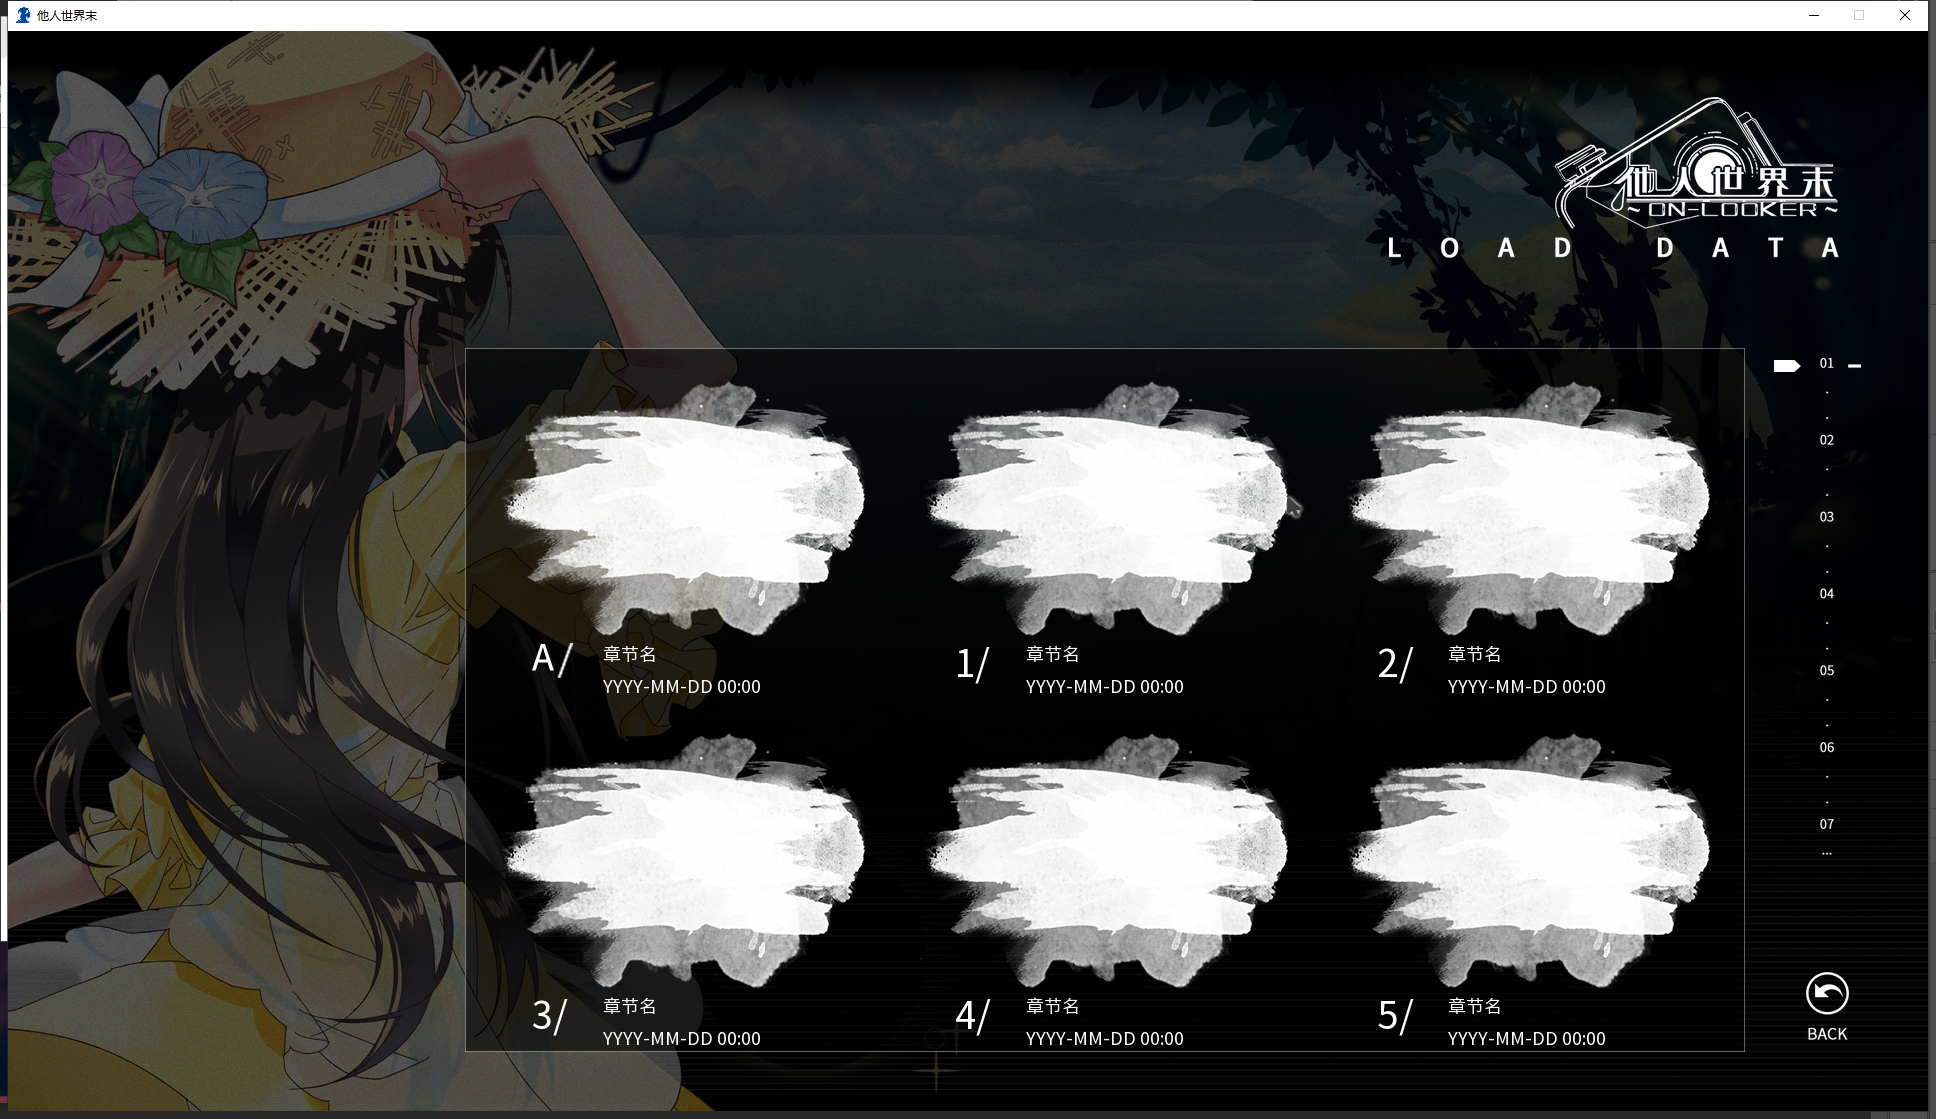 他人世界末
他人世界末
~ ON-LOOKER ~
LOAD DATA
01
02
03
04
05
06
07
...
A/ 章节名
YYYY-MM-DD 00:00
1/ 章节名
YYYY-MM-DD 00:00
2/ 章节名
YYYY-MM-DD 00:00
3/ 章节名
YYYY-MM-DD 00:00
4/ 章节名
YYYY-MM-DD 00:00
5/ 章节名
YYYY-MM-DD 00:00
BACK